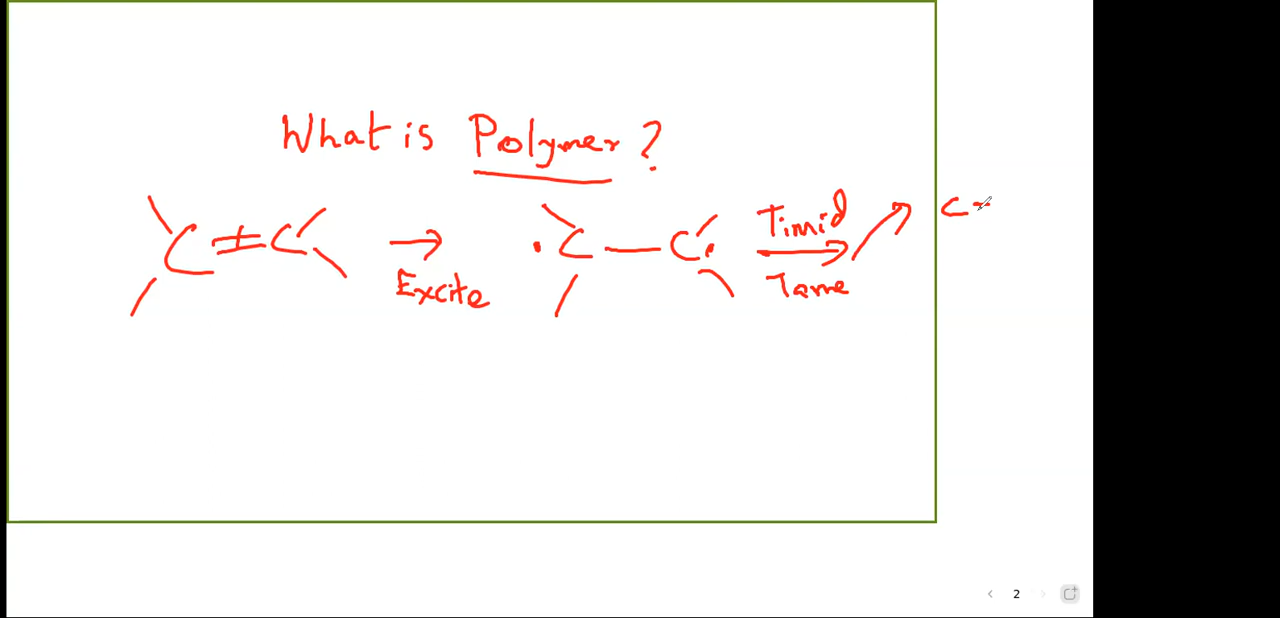 What is Polymer?
C = C → Excite · C — C · → Timid Tame C
2